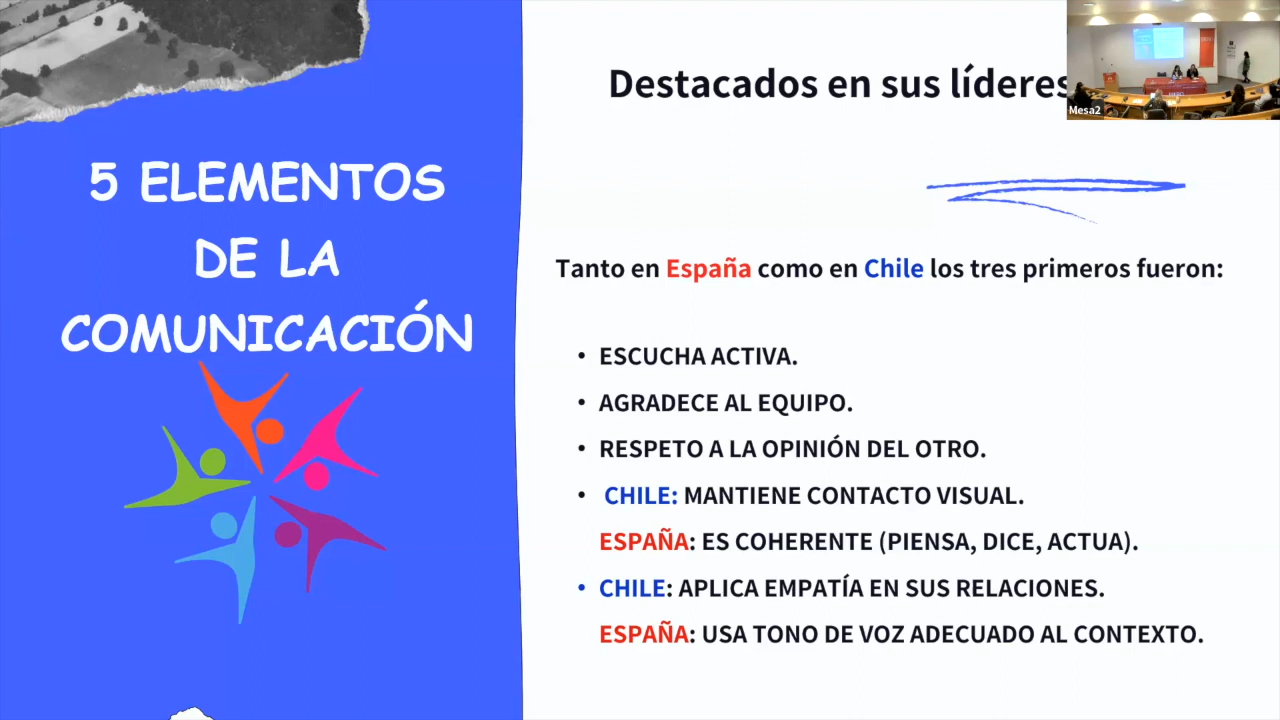 5 ELEMENTOS
DE LA
COMUNICACIÓN
Destacados en sus líderes
Mesa2
Tanto en España como en Chile los tres primeros fueron:
• ESCUCHA ACTIVA.
• AGRADECE AL EQUIPO.
• RESPETO A LA OPINIÓN DEL OTRO.
• CHILE: MANTIENE CONTACTO VISUAL.
ESPAÑA: ES COHERENTE (PIENSA, DICE, ACTUA).
• CHILE: APLICA EMPATÍA EN SUS RELACIONES.
ESPAÑA: USA TONO DE VOZ ADECUADO AL CONTEXTO.